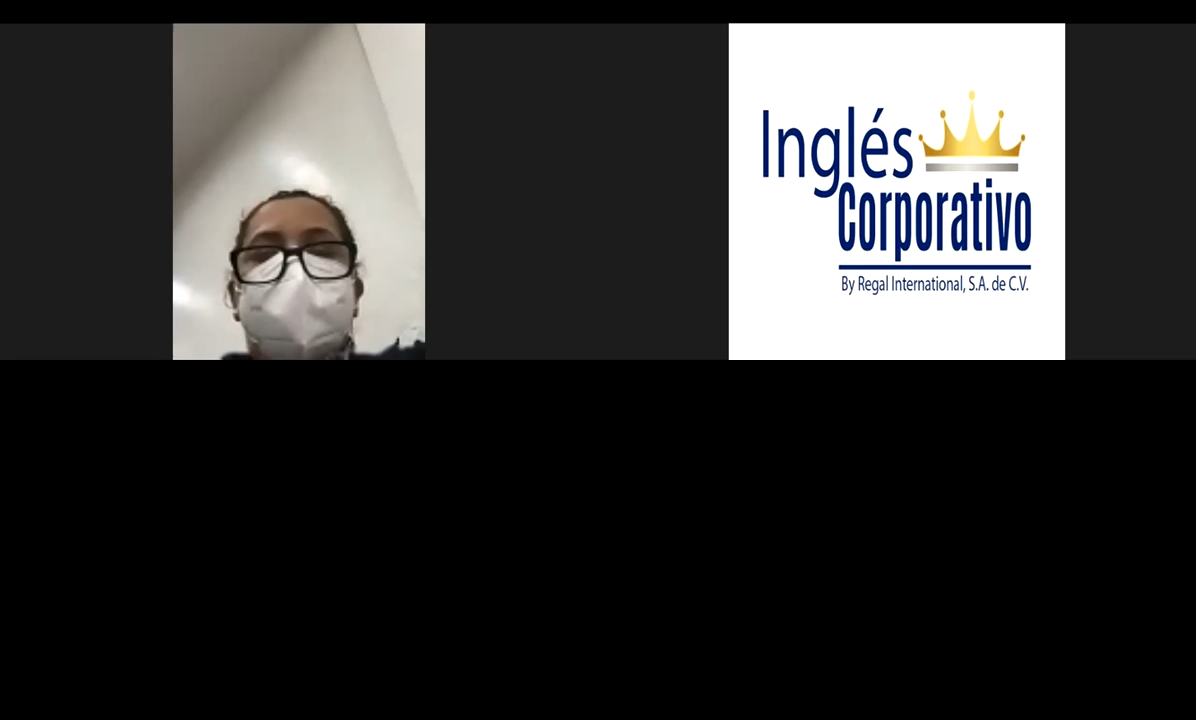 Inglés
Corporativo
By Regal International, S.A. de C.V.